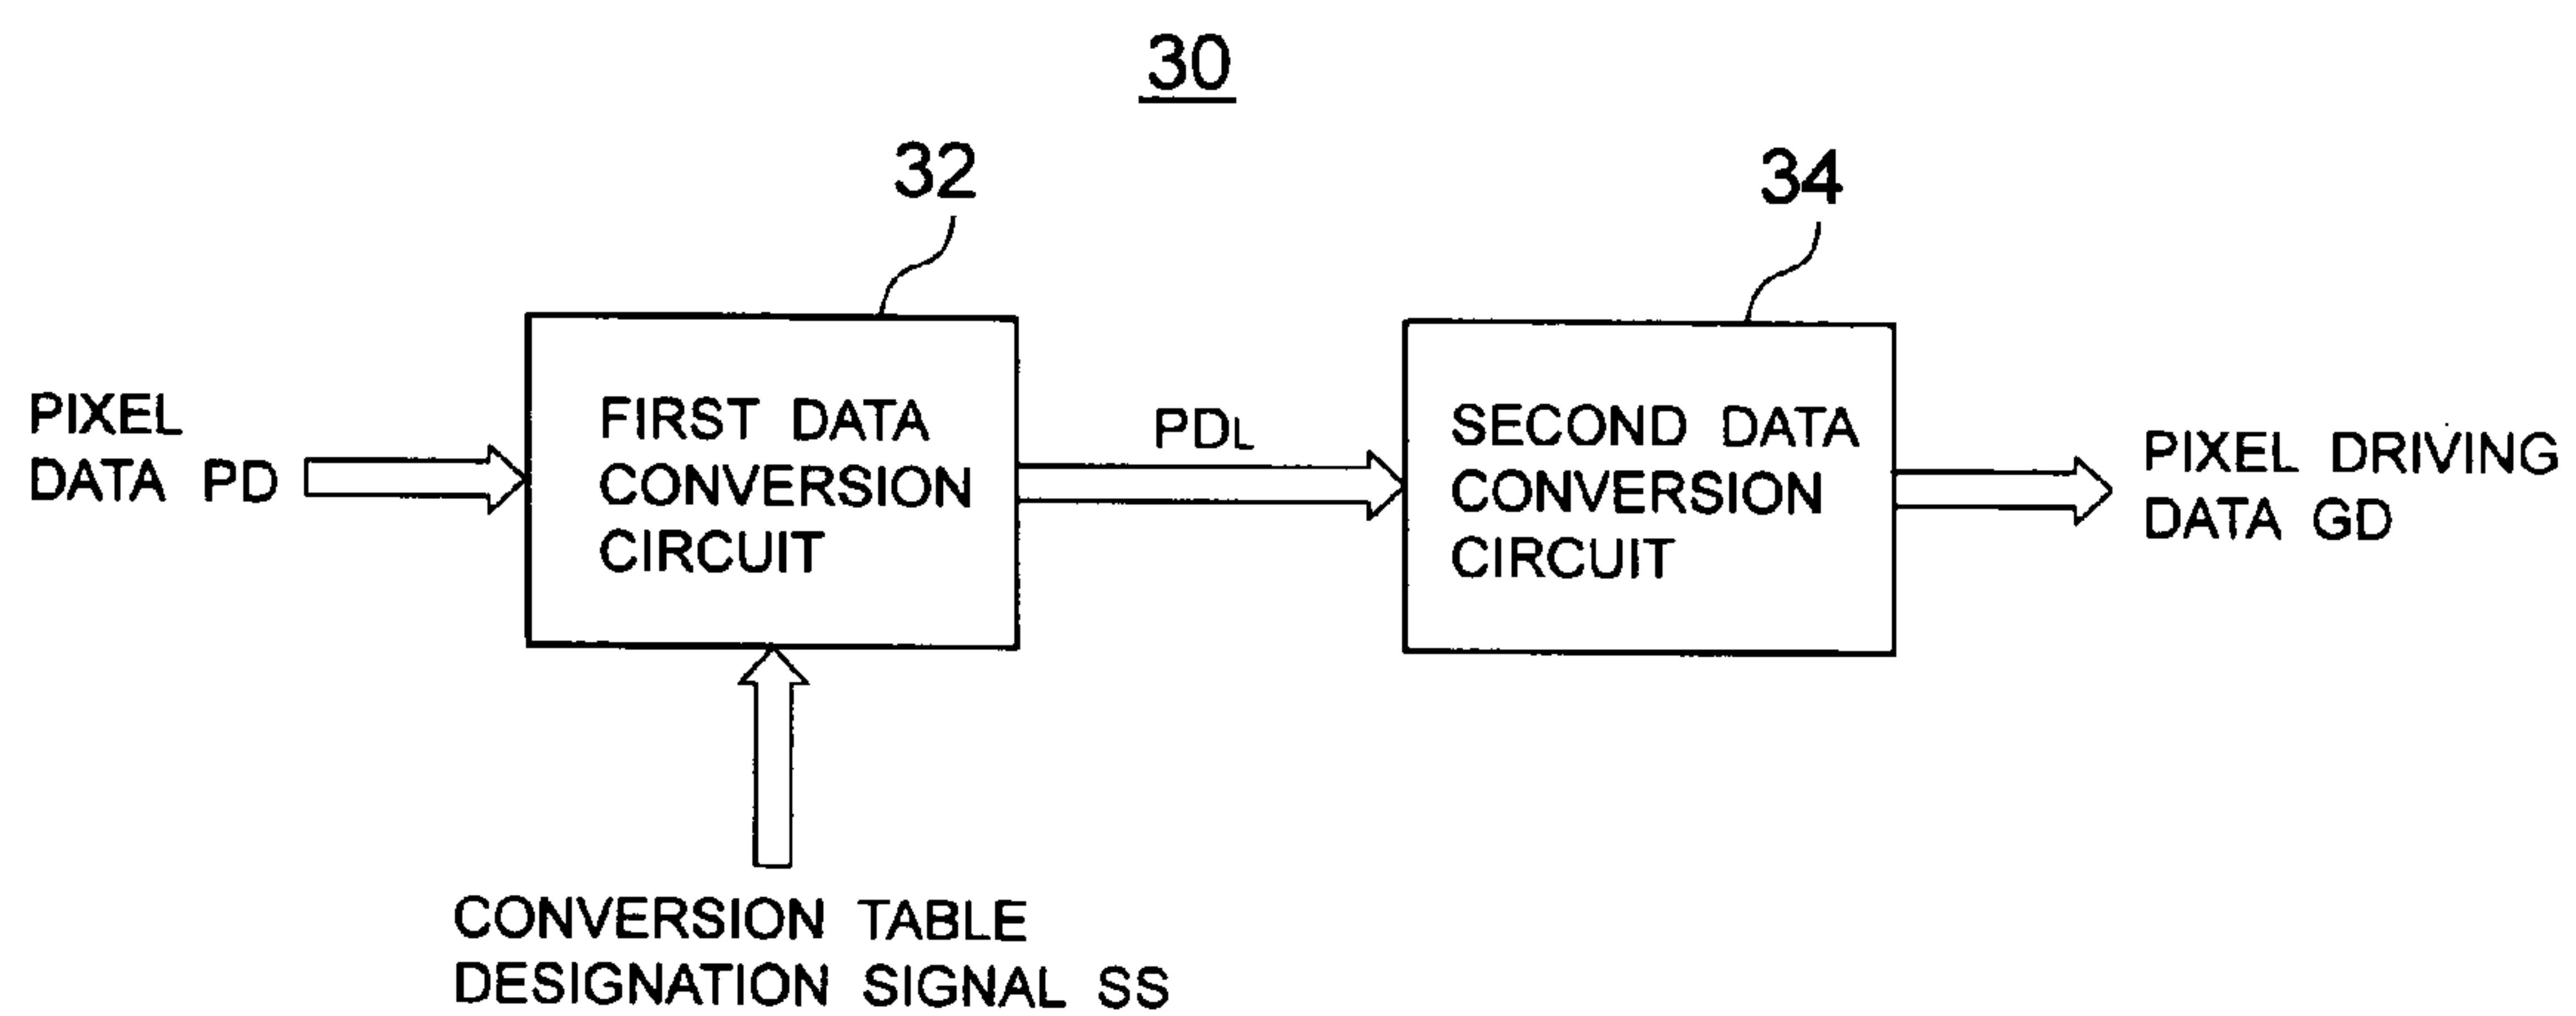 30
32
34
PIXEL
DATA PD
FIRST DATA
CONVERSION
CIRCUIT
PDL
SECOND DATA
CONVERSION
CIRCUIT
PIXEL DRIVING
DATA GD
CONVERSION TABLE
DESIGNATION SIGNAL SS